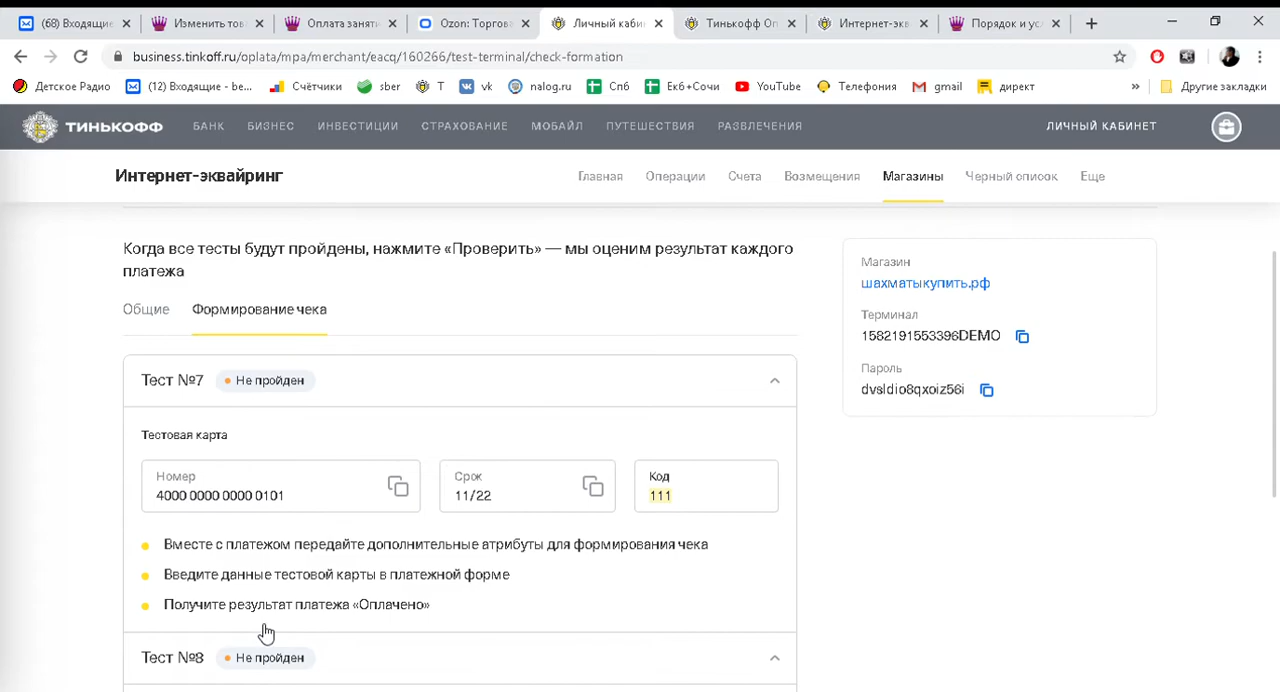 (68) Входящие
Изменить тов
Оплата заняти
Ozon: Торгова
Личный кабин
Тинькофф Оп
Интернет-экв
Порядок и ус
business.tinkoff.ru/oplata/mpa/merchant/eacq/160266/test-terminal/check-formation
Детское Радио
(12) Входящие - be...
Счётчики
sber
Т
vk
nalog.ru
Спб
Екб+Сочи
YouTube
Телефония
gmail
директ
»
Другие закладки
ТИНЬКОФФ
БАНК
БИЗНЕС
ИНВЕСТИЦИИ
СТРАХОВАНИЕ
МОБАЙЛ
ПУТЕШЕСТВИЯ
РАЗВЛЕЧЕНИЯ
ЛИЧНЫЙ КАБИНЕТ
Интернет-эквайринг
Главная
Операции
Счета
Возмещения
Магазины
Черный список
Еще
Когда все тесты будут пройдены, нажмите «Проверить» — мы оценим результат каждого
платежа
Общие
Формирование чека
Тест №7
Не пройден
Тестовая карта
Номер
4000 0000 0000 0101
Срок
11/22
Код
111
Вместе с платежом передайте дополнительные атрибуты для формирования чека
Введите данные тестовой карты в платежной форме
Получите результат платежа «Оплачено»
Тест №8
Не пройден
Магазин
шахматыкупить.рф
Терминал
1582191553396DEMO
Пароль
dvsldio8qxoiz56i